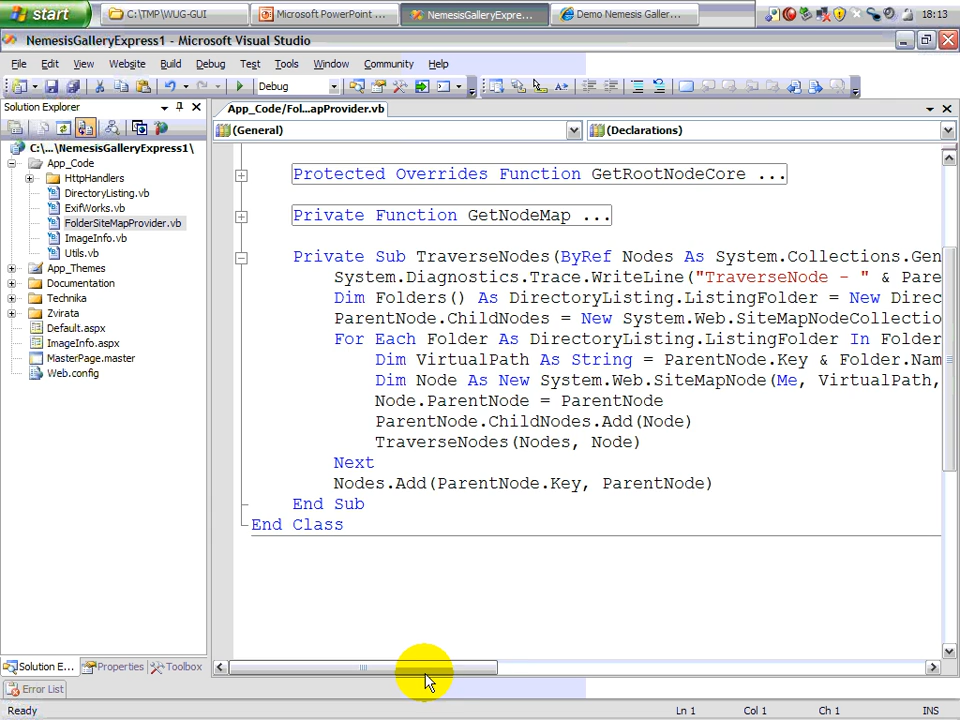 start
C:\TMP\WUG-GUI
Microsoft PowerPoint ...
NemesisGalleryExpre...
Demo Nemesis Galler...
18:13
NemesisGalleryExpress1 - Microsoft Visual Studio
File Edit View Website Build Debug Test Tools Window Community Help
Debug
Solution Explorer
App_Code/Fol...apProvider.vb
(General)
(Declarations)
C:\...\NemesisGalleryExpress1\
App_Code
HttpHandlers
DirectoryListing.vb
ExifWorks.vb
FolderSiteMapProvider.vb
ImageInfo.vb
Utils.vb
App_Themes
Documentation
Technika
Zvirata
Default.aspx
ImageInfo.aspx
MasterPage.master
Web.config
Protected Overrides Function GetRootNodeCore ...
Private Function GetNodeMap ...
Private Sub TraverseNodes(ByRef Nodes As System.Collections.Gen
System.Diagnostics.Trace.WriteLine("TraverseNode - " & Pare
Dim Folders() As DirectoryListing.ListingFolder = New Direc
ParentNode.ChildNodes = New System.Web.SiteMapNodeCollectio
For Each Folder As DirectoryListing.ListingFolder In Folder
Dim VirtualPath As String = ParentNode.Key & Folder.Nam
Dim Node As New System.Web.SiteMapNode(Me, VirtualPath,
Node.ParentNode = ParentNode
ParentNode.ChildNodes.Add(Node)
TraverseNodes(Nodes, Node)
Next
Nodes.Add(ParentNode.Key, ParentNode)
End Sub
End Class
Solution E...
Properties
Toolbox
Error List
Ready
Ln 1
Col 1
Ch 1
INS